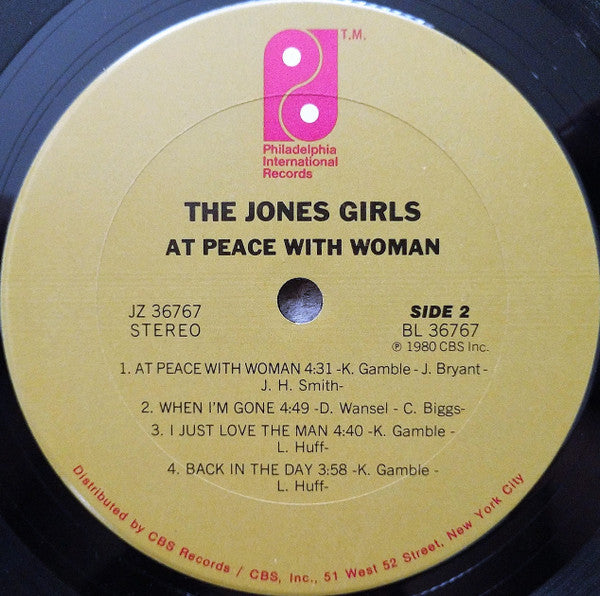 T.M.
Philadelphia
International
Records
THE JONES GIRLS
AT PEACE WITH WOMAN
JZ 36767
STEREO
SIDE 2
BL 36767
℗ 1980 CBS Inc.
1. AT PEACE WITH WOMAN 4:31 -K. Gamble - J. Bryant -
J. H. Smith-
2. WHEN I'M GONE 4:49 -D. Wansel - C. Biggs-
3. I JUST LOVE THE MAN 4:40 -K. Gamble -
L. Huff-
4. BACK IN THE DAY 3:58 -K. Gamble -
L. Huff-
Distributed by CBS Records / CBS, Inc., 51 West 52 Street, New York City